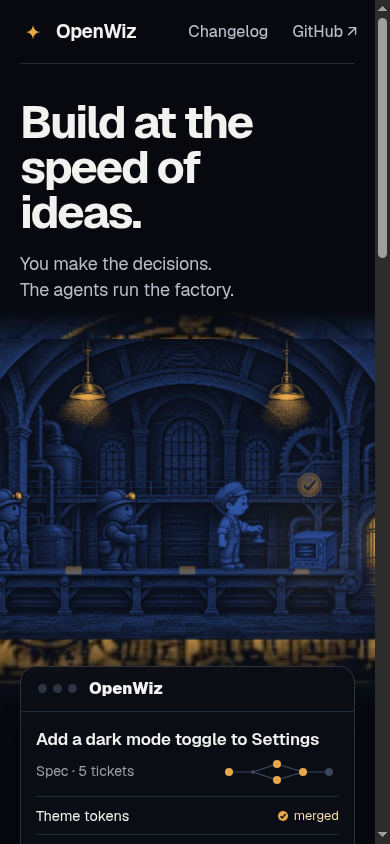 OpenWiz
Changelog
GitHub ↗
Build at the
speed of
ideas.
You make the decisions.
The agents run the factory.
OpenWiz
Add a dark mode toggle to Settings
Spec · 5 tickets
Theme tokens
merged